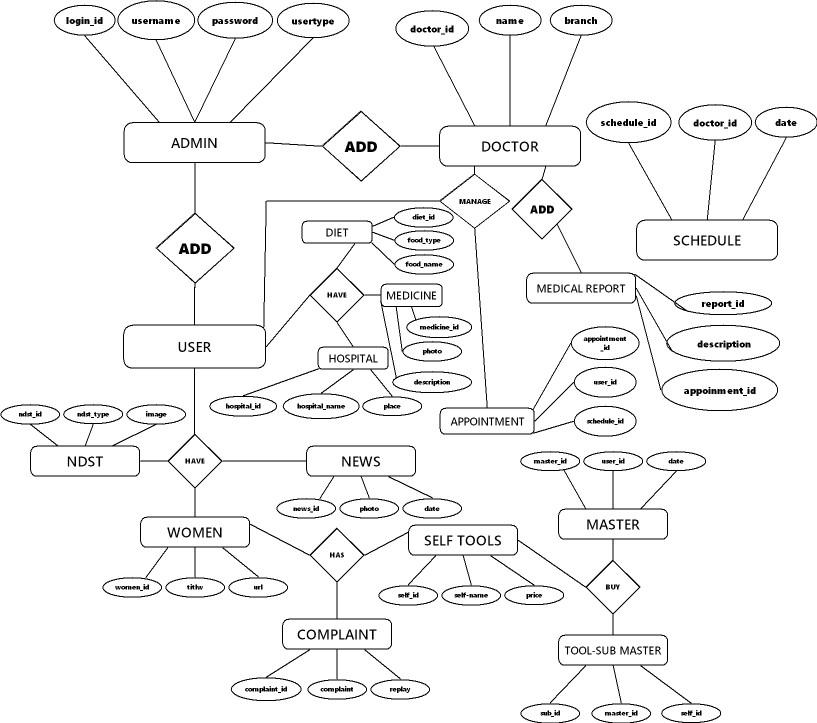 login_id
username
password
usertype
doctor_id
name
branch
schedule_id
doctor_id
date
ADMIN
ADD
DOCTOR
MANAGE
ADD
SCHEDULE
ADD
DIET
diet_id
food_type
food_name
HAVE
MEDICINE
MEDICAL REPORT
report_id
medicine_id
photo
description
description
USER
HOSPITAL
appointment
_id
user_id
appoinment_id
hospital_id
hospital_name
place
APPOINTMENT
schedule_id
ndst_id
ndst_type
image
NDST
HAVE
NEWS
master_id
user_id
date
news_id
photo
date
MASTER
WOMEN
HAS
SELF TOOLS
women_id
titlw
url
self_id
self-name
price
BUY
COMPLAINT
TOOL-SUB MASTER
complaint_id
complaint
replay
sub_id
master_id
self_id